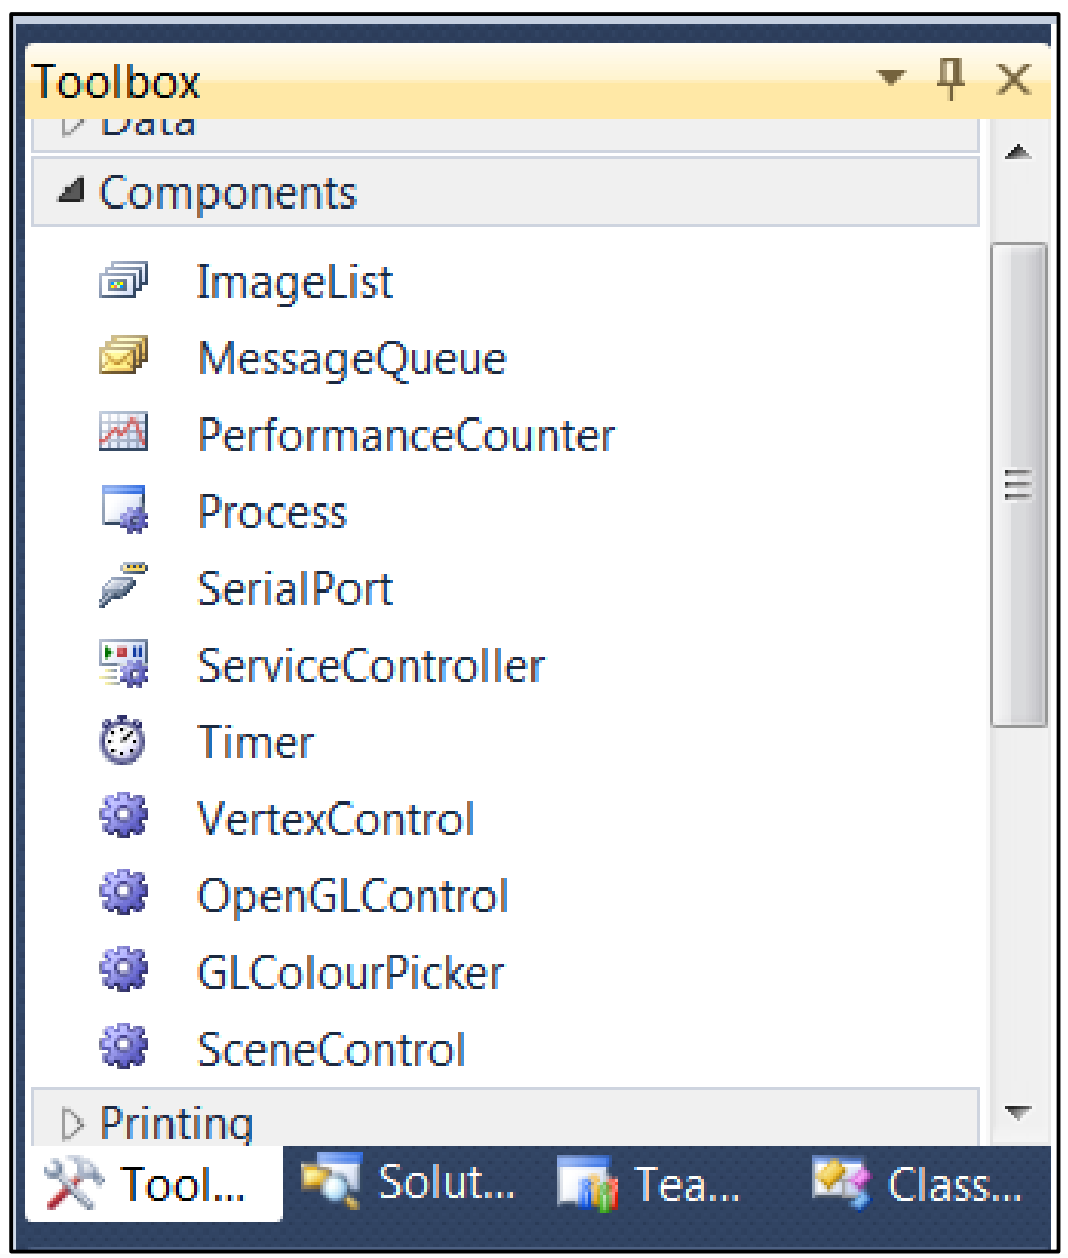 Toolbox
Data
Components
ImageList
MessageQueue
PerformanceCounter
Process
SerialPort
ServiceController
Timer
VertexControl
OpenGLControl
GLColourPicker
SceneControl
Printing
Tool... Solut... Tea... Class...